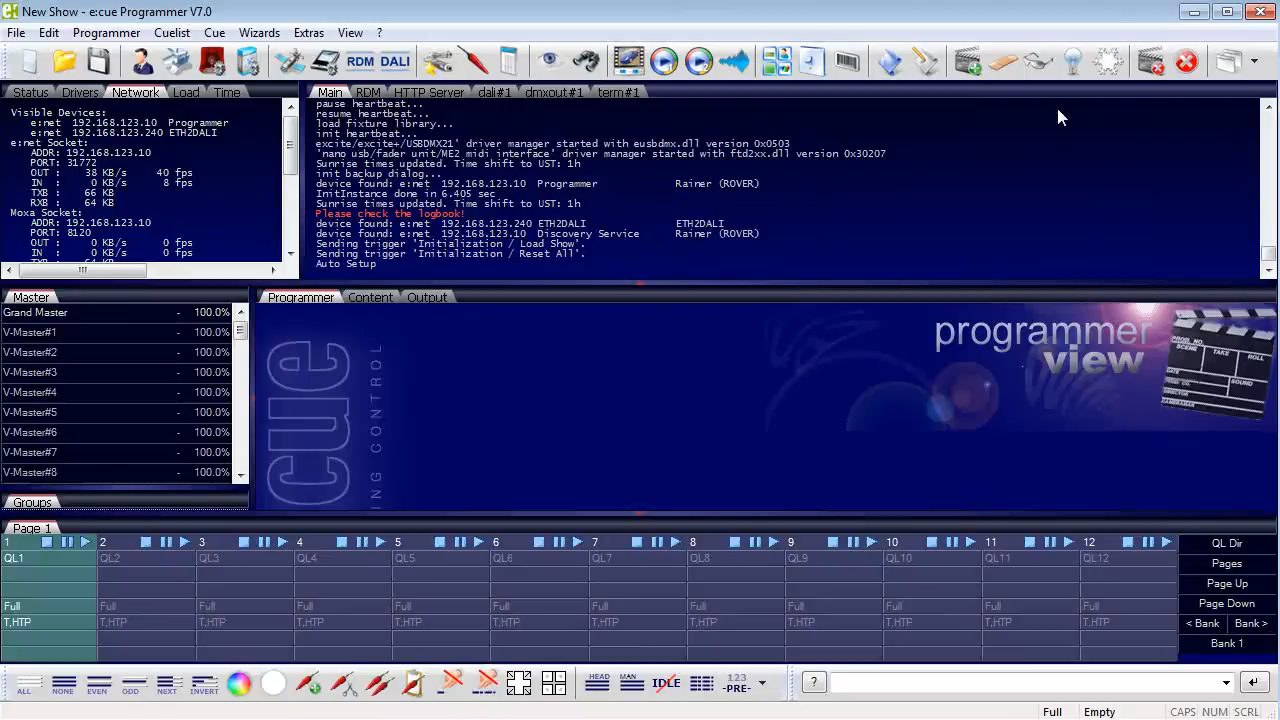 New Show - e:cue Programmer V7.0
File Edit Programmer Cuelist Cue Wizards Extras View ?
RDM DALI
Status Drivers Network Load Time
Visible Devices:
e:net 192.168.123.10 Programmer
e:net 192.168.123.240 ETH2DALI
e:net Socket:
ADDR: 192.168.123.10
PORT: 31772
OUT : 38 KB/s 40 fps
IN : 0 KB/s 8 fps
TXB : 66 KB
RXB : 64 KB
Moxa Socket:
ADDR: 192.168.123.10
PORT: 8120
OUT : 0 KB/s 0 fps
IN : 0 KB/s 0 fps
Main RDM HTTP Server dali#1 dmxout#1 term#1
pause heartbeat...
resume heartbeat...
load fixture library...
init heartbeat...
excite/excite+/USBDMX21' driver manager started with eusbdmx.dll version 0x0503
'nano usb/fader unit/ME2 midi interface' driver manager started with ftd2xx.dll version 0x30207
Sunrise times updated. Time shift to UST: 1h
init backup dialog...
device found: e:net 192.168.123.10 Programmer Rainer (ROVER)
InitInstance done in 6.405 sec
Sunrise times updated. Time shift to UST: 1h
Please check the logbook!
device found: e:net 192.168.123.240 ETH2DALI ETH2DALI
device found: e:net 192.168.123.10 Discovery Service Rainer (ROVER)
Sending trigger 'Initialization / Load Show'.
Sending trigger 'Initialization / Reset All'.
Auto Setup
Master
Grand Master - 100.0%
V-Master#1 - 100.0%
V-Master#2 - 100.0%
V-Master#3 - 100.0%
V-Master#4 - 100.0%
V-Master#5 - 100.0%
V-Master#6 - 100.0%
V-Master#7 - 100.0%
V-Master#8 - 100.0%
Groups
Programmer Content Output
programmer
view
PROD. NO.
SCENE TAKE ROLL
SOUND
cue
ING CONTROL
Page 1
1 2 3 4 5 6 7 8 9 10 11 12
QL1 QL2 QL3 QL4 QL5 QL6 QL7 QL8 QL9 QL10 QL11 QL12
Full Full Full Full Full Full Full Full Full Full Full Full
T,HTP T,HTP T,HTP T,HTP T,HTP T,HTP T,HTP T,HTP T,HTP T,HTP T,HTP T,HTP
QL Dir
Pages
Page Up
Page Down
< Bank Bank >
Bank 1
ALL NONE EVEN ODD NEXT INVERT HEAD MAN IDLE 123 -PRE- ?
Full Empty CAPS NUM SCRL